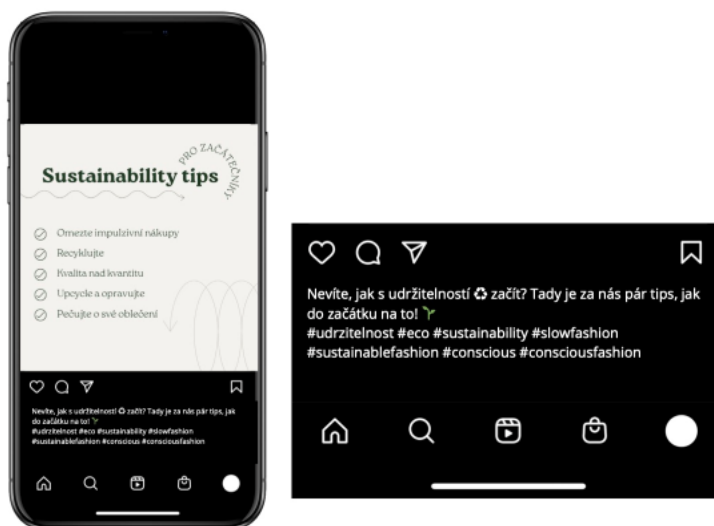 PRO ZAČÁTEČNÍKY
Sustainability tips
Omezte impulzivní nákupy
Recyklujte
Kvalita nad kvantitu
Upcycle a opravujte
Pečujte o své oblečení
Nevíte, jak s udržitelností ♻ začít? Tady je za nás pár tips, jak
do začátku na to! 🌱
#udrzitelnost #eco #sustainability #slowfashion
#sustainablefashion #conscious #consciousfashion
Nevíte, jak s udržitelností ♻ začít? Tady je za nás pár tips, jak
do začátku na to! 🌱
#udrzitelnost #eco #sustainability #slowfashion
#sustainablefashion #conscious #consciousfashion